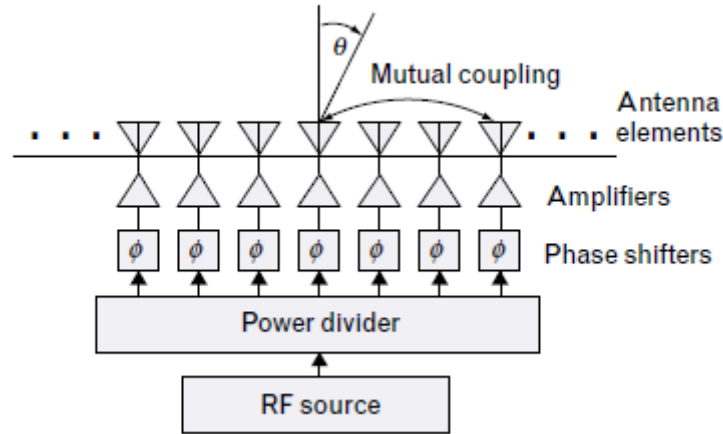 θ
Mutual coupling
Antenna
elements
Amplifiers
ϕ ϕ ϕ ϕ ϕ ϕ ϕ
Phase shifters
Power divider
RF source